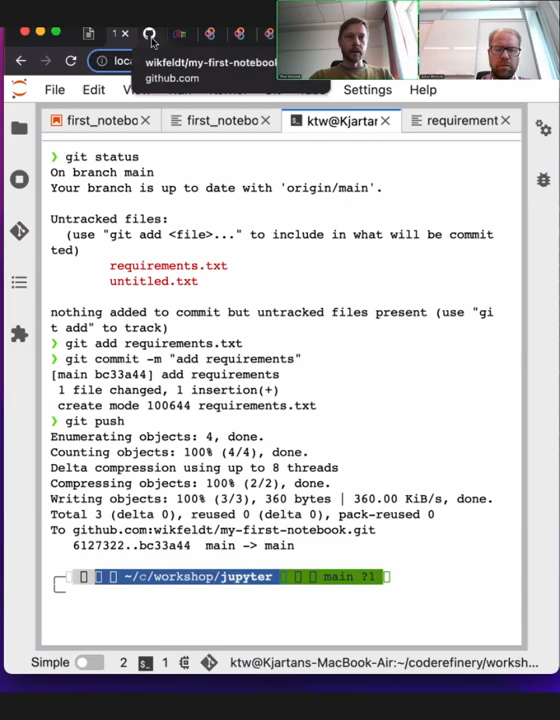 1 ×
wikfeldt/my-first-notebook
github.com
File Edit Settings Help
first_notebo × first_notebo × ktw@Kjartar × requirement ×
❯ git status
On branch main
Your branch is up to date with 'origin/main'.
Untracked files:
(use "git add <file>..." to include in what will be commit
ted)
requirements.txt
untitled.txt
nothing added to commit but untracked files present (use "gi
t add" to track)
❯ git add requirements.txt
❯ git commit -m "add requirements"
[main bc33a44] add requirements
1 file changed, 1 insertion(+)
create mode 100644 requirements.txt
❯ git push
Enumerating objects: 4, done.
Counting objects: 100% (4/4), done.
Delta compression using up to 8 threads
Compressing objects: 100% (2/2), done.
Writing objects: 100% (3/3), 360 bytes | 360.00 KiB/s, done.
Total 3 (delta 0), reused 0 (delta 0), pack-reused 0
To github.com:wikfeldt/my-first-notebook.git
6127322..bc33a44 main -> main
~/c/workshop/jupyter main ?1
Simple 2 $_ 1 ktw@Kjartans-MacBook-Air:~/coderefinery/worksh...